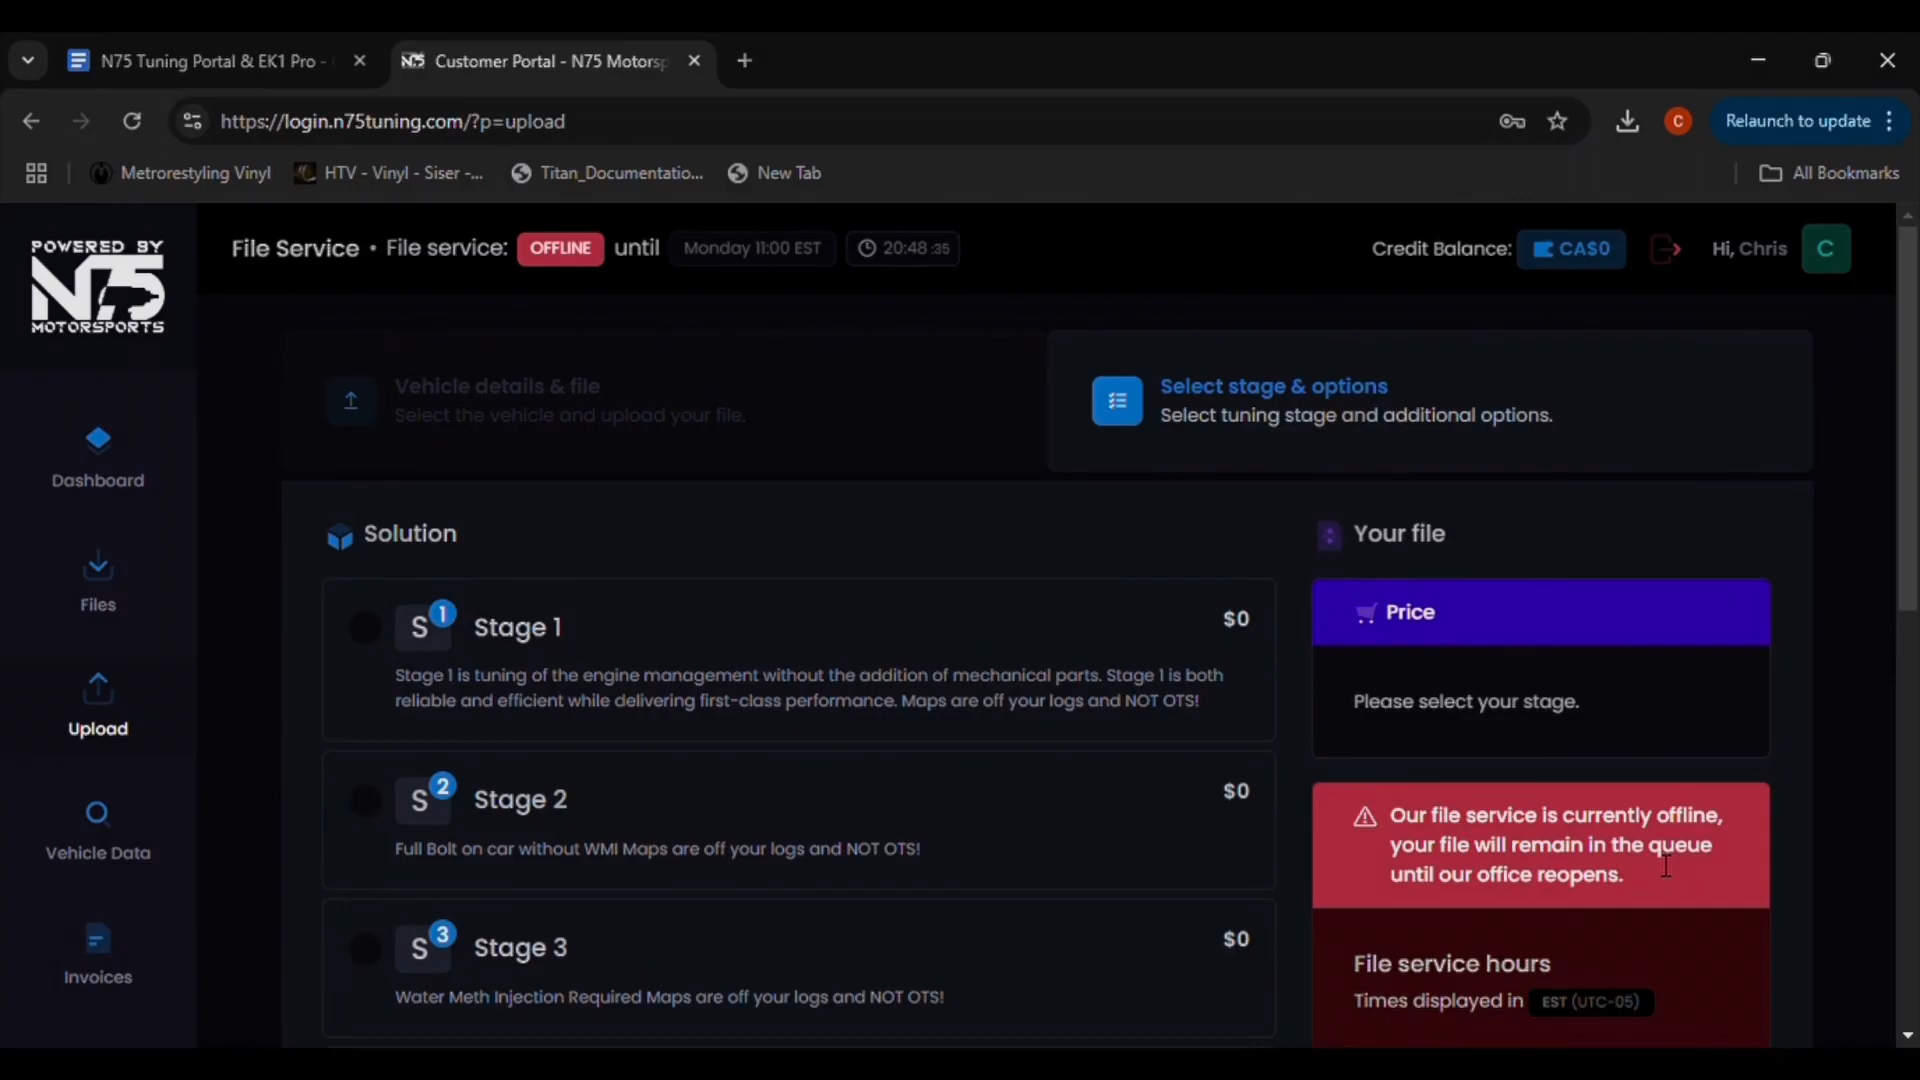 N75 Tuning Portal & EK1 Pro -
Customer Portal - N75 Motorsp
https://login.n75tuning.com/?p=upload
C
Relaunch to update
Metrorestyling Vinyl
HTV - Vinyl - Siser -...
Titan_Documentatio...
New Tab
All Bookmarks
POWERED BY
N75
MOTORSPORTS
File Service • File service: OFFLINE until Monday 11:00 EST 20:48:35
Credit Balance: CA$0
Hi, Chris
C
Dashboard
Files
Upload
Vehicle Data
Invoices
Vehicle details & file
Select the vehicle and upload your file.
Select stage & options
Select tuning stage and additional options.
Solution
S 1 Stage 1 $0
Stage 1 is tuning of the engine management without the addition of mechanical parts. Stage 1 is both
reliable and efficient while delivering first-class performance. Maps are off your logs and NOT OTS!
S 2 Stage 2 $0
Full Bolt on car without WMI Maps are off your logs and NOT OTS!
S 3 Stage 3 $0
Water Meth Injection Required Maps are off your logs and NOT OTS!
Your file
Price
Please select your stage.
Our file service is currently offline,
your file will remain in the queue
until our office reopens.
File service hours
Times displayed in EST (UTC-05)